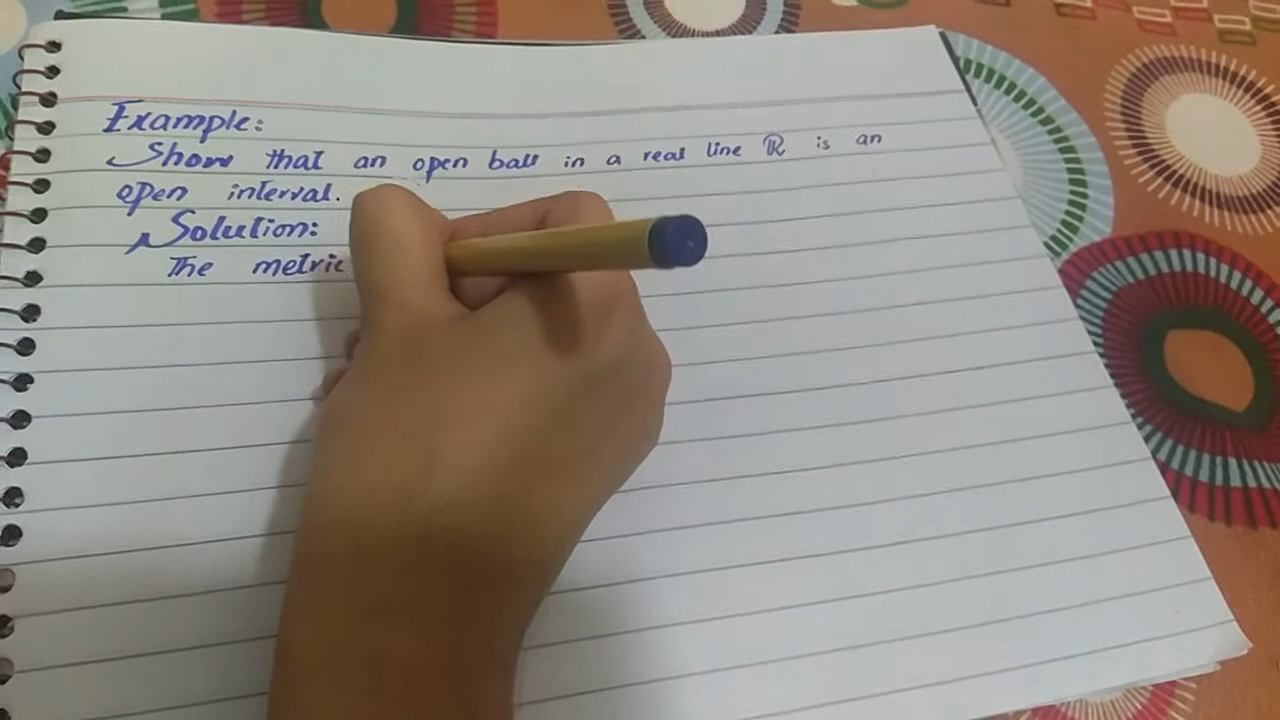 Example:
Show that an open ball in a real line ℝ is an
open interval.
Solution:
The metric